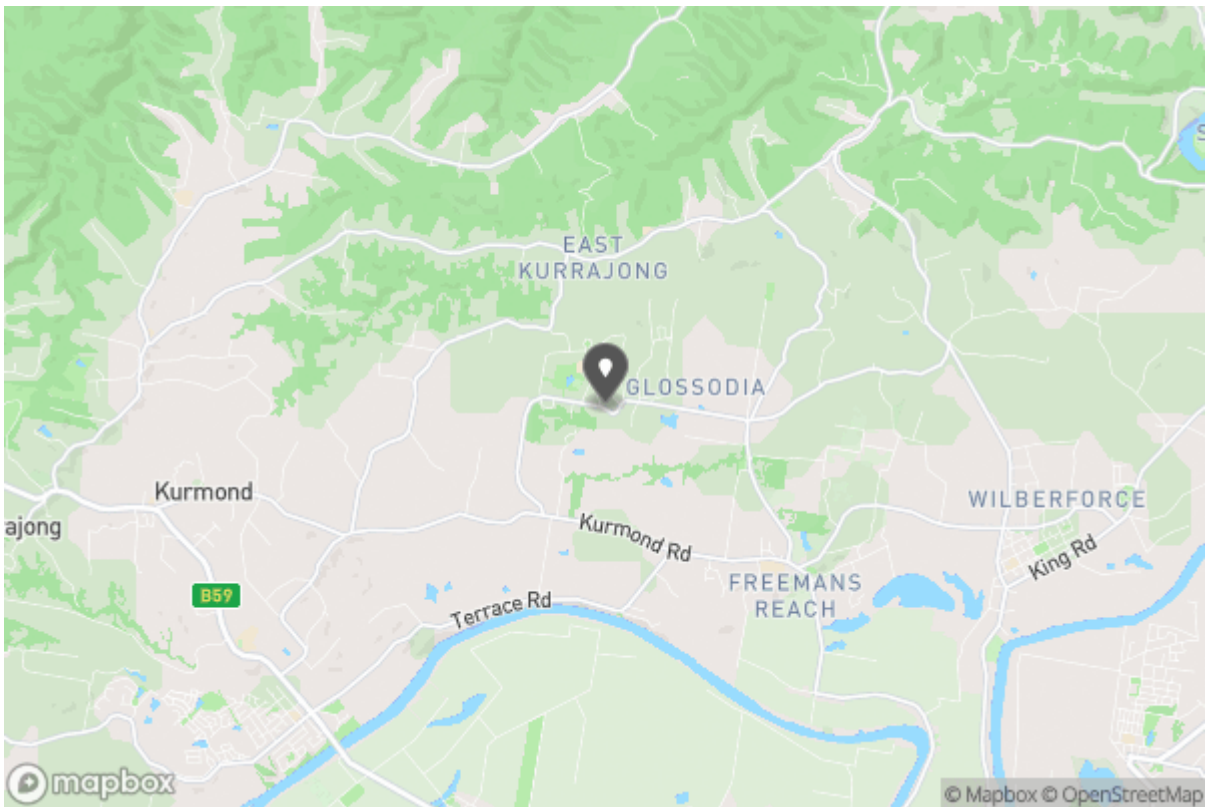 S
EAST
KURRAJONG
GLOSSODIA
Kurmond
ajong
WILBERFORCE
Kurmond Rd
King Rd
FREEMANS
REACH
B59
Terrace Rd
mapbox
© Mapbox © OpenStreetMap